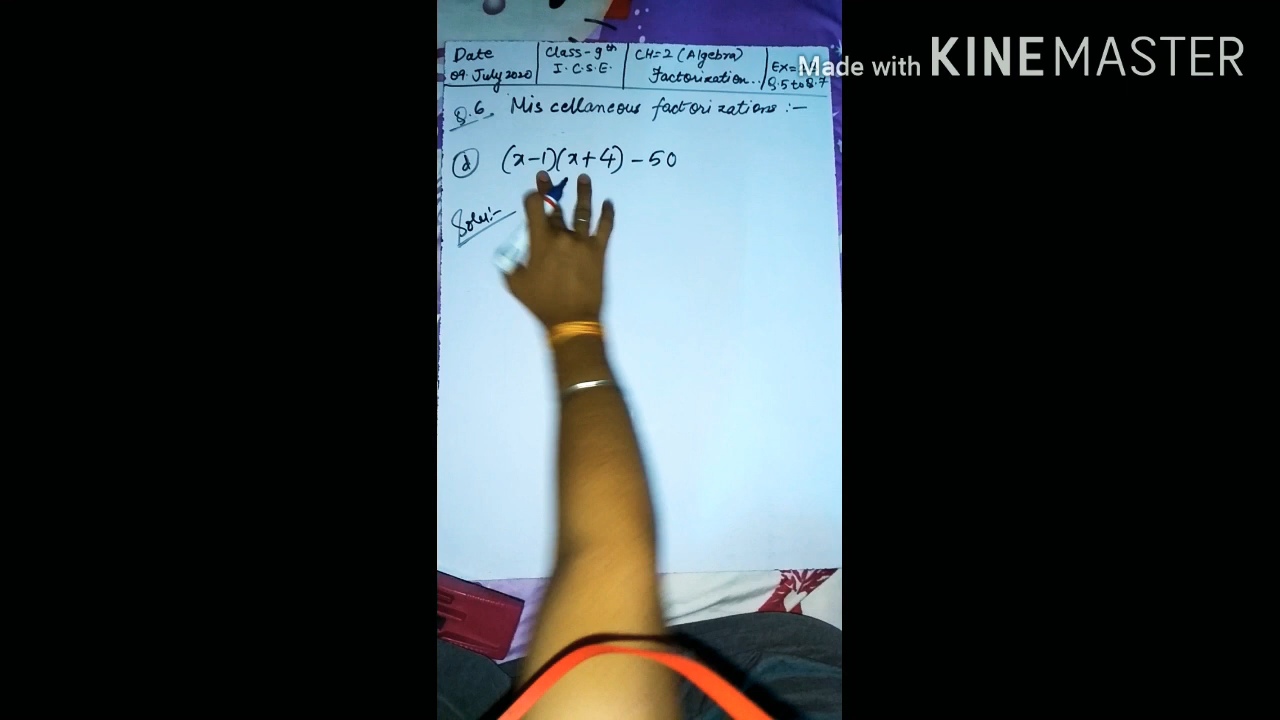 Made with KINEMASTER
Date
09. July 2020
Class - 9th
I. C. S. E.
CH = 2 (Algebra)
Factorization..
EX =
Q.5 to Q.7
Q.6 Miscellaneous factorizations :-
(d) (x-1)(x+4) - 50
Soln:-